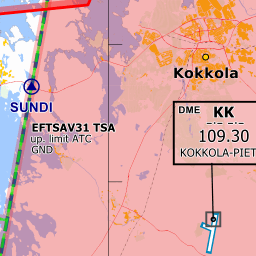 Kokkola
SUNDI
EFTSAV31 TSA
up. limit ATC
GND
DME KK
109.30
KOKKOLA-PIET